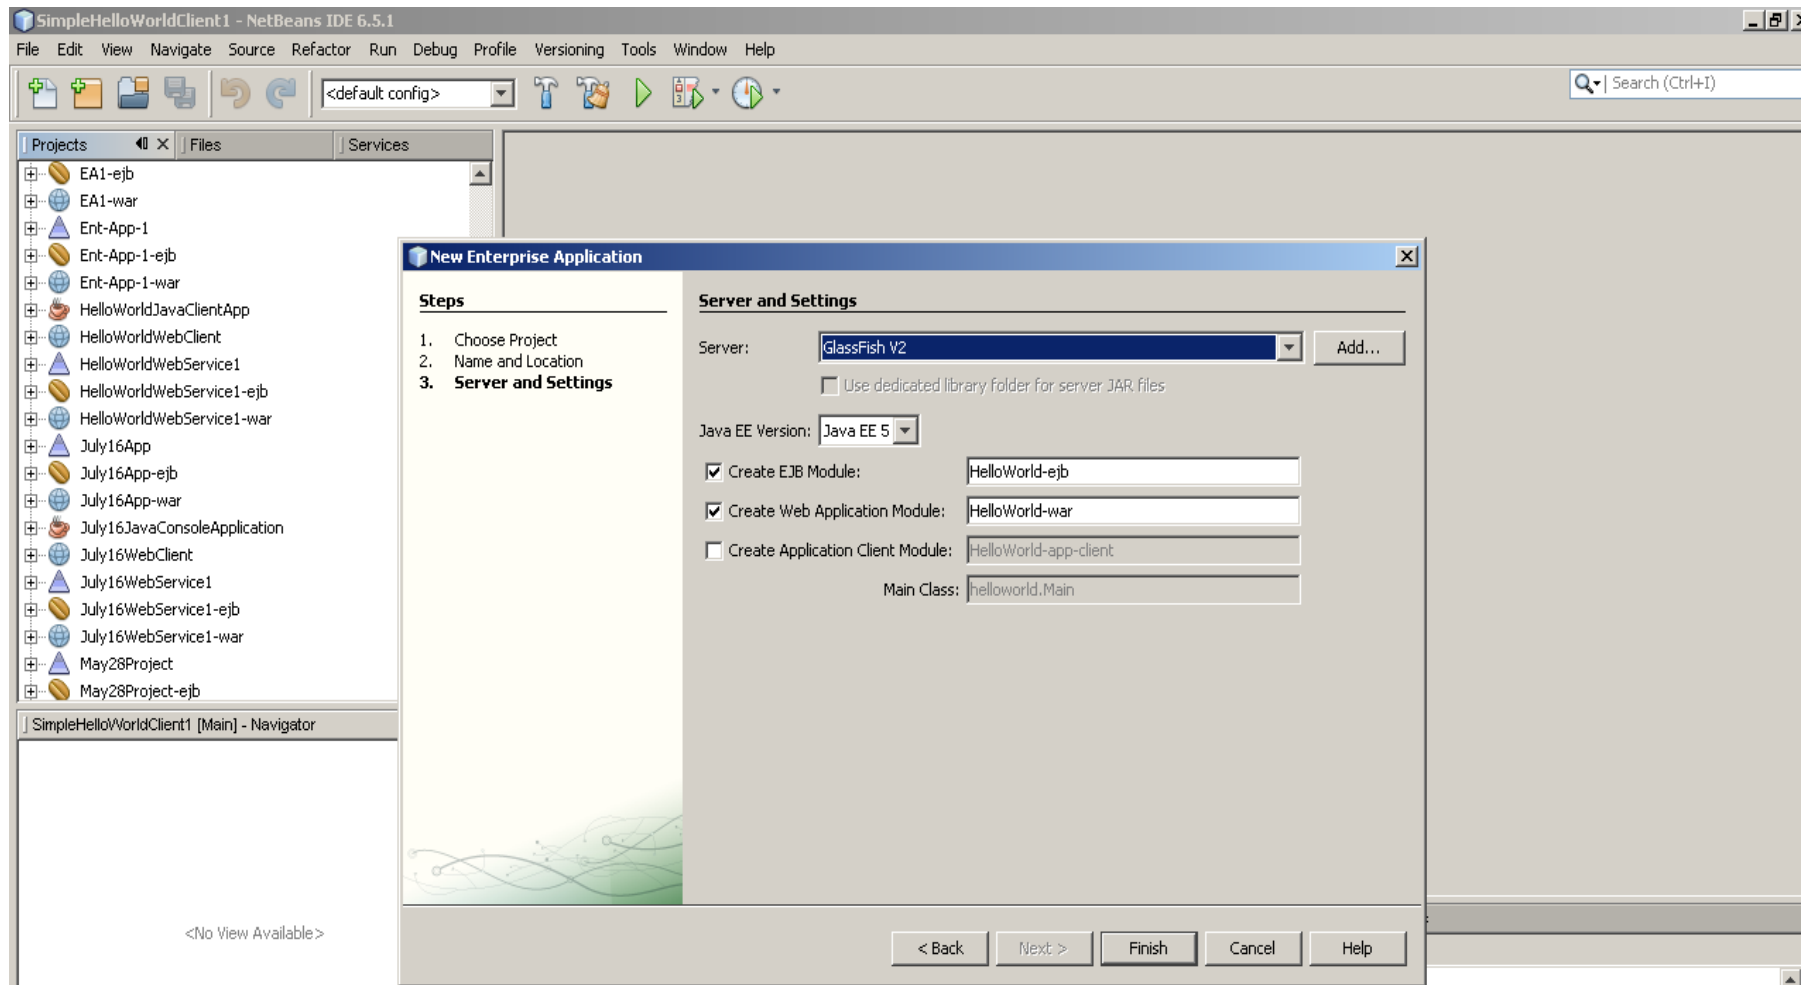 SimpleHelloWorldClient1 - NetBeans IDE 6.5.1
File Edit View Navigate Source Refactor Run Debug Profile Versioning Tools Window Help
<default config>
Search (Ctrl+I)
Projects Files Services
EA1-ejb
EA1-war
Ent-App-1
Ent-App-1-ejb
Ent-App-1-war
HelloWorldJavaClientApp
HelloWorldWebClient
HelloWorldWebService1
HelloWorldWebService1-ejb
HelloWorldWebService1-war
July16App
July16App-ejb
July16App-war
July16JavaConsoleApplication
July16WebClient
July16WebService1
July16WebService1-ejb
July16WebService1-war
May28Project
May28Project-ejb
SimpleHelloWorldClient1 [Main] - Navigator
<No View Available>
New Enterprise Application
Steps
1. Choose Project
2. Name and Location
3. Server and Settings
Server and Settings
Server: GlassFish V2 Add...
Use dedicated library folder for server JAR files
Java EE Version: Java EE 5
Create EJB Module: HelloWorld-ejb
Create Web Application Module: HelloWorld-war
Create Application Client Module: HelloWorld-app-client
Main Class: helloworld.Main
< Back Next > Finish Cancel Help